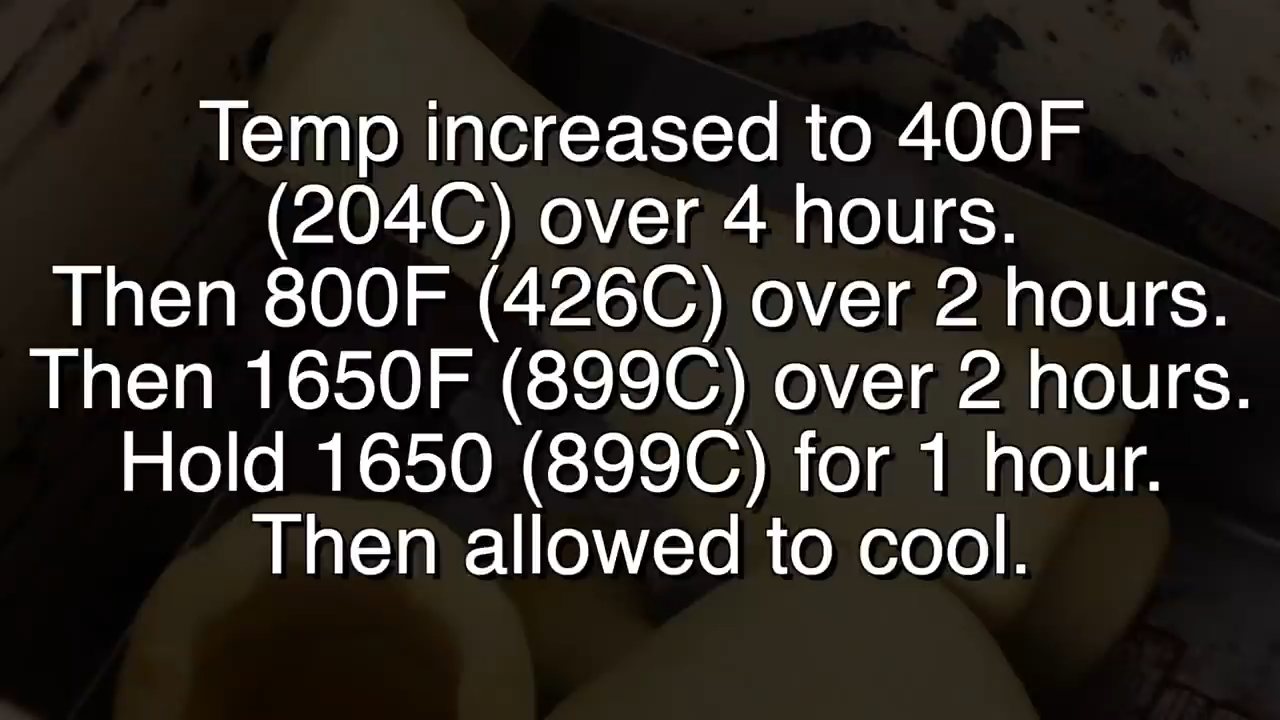 Temp increased to 400F
(204C) over 4 hours.
Then 800F (426C) over 2 hours.
Then 1650F (899C) over 2 hours.
Hold 1650 (899C) for 1 hour.
Then allowed to cool.